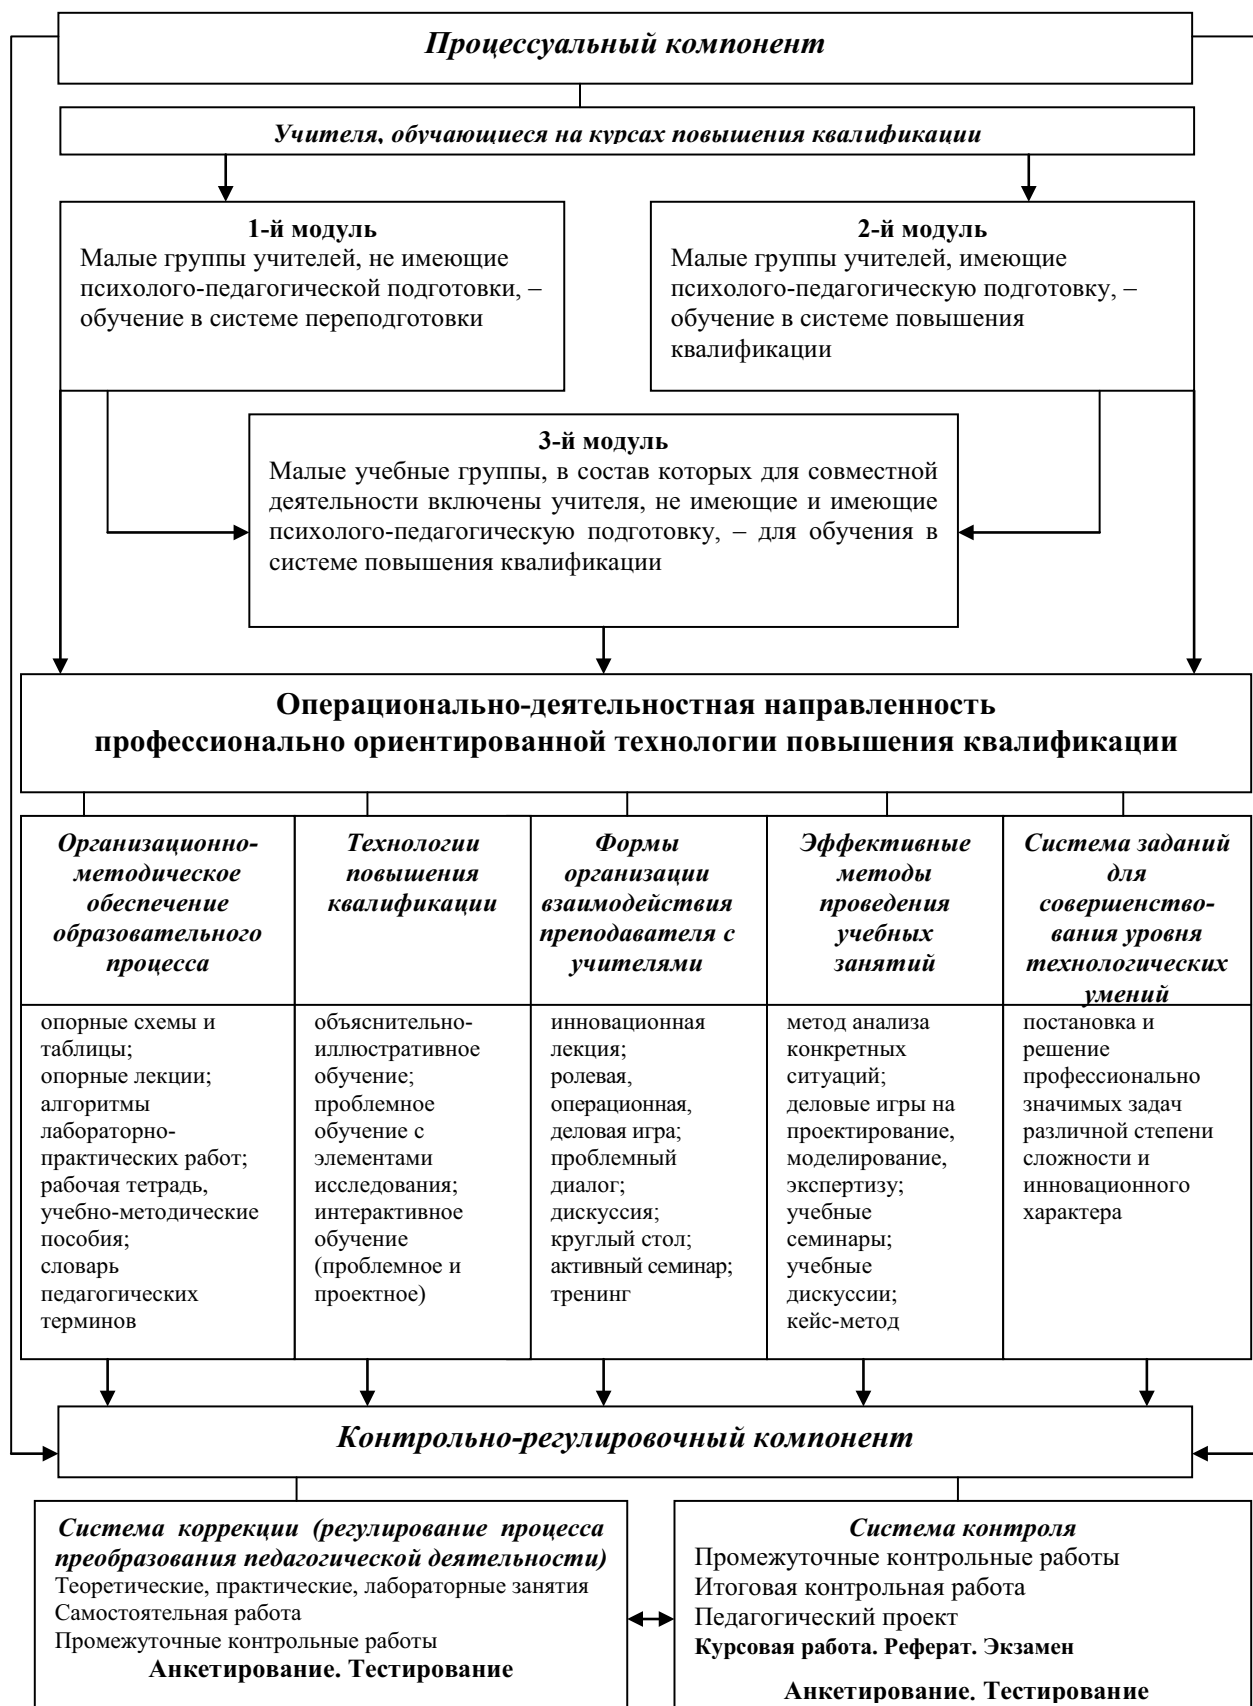 Процессуальный компонент
Учителя, обучающиеся на курсах повышения квалификации
1-й модуль
Малые группы учителей, не имеющие
психолого-педагогической подготовки, –
обучение в системе переподготовки
2-й модуль
Малые группы учителей, имеющие
психолого-педагогическую подготовку, –
обучение в системе повышения
квалификации
3-й модуль
Малые учебные группы, в состав которых для совместной
деятельности включены учителя, не имеющие и имеющие
психолого-педагогическую подготовку, – для обучения в
системе повышения квалификации
Операционально-деятельностная направленность
профессионально ориентированной технологии повышения квалификации
Организационно-
методическое
обеспечение
образовательного
процесса
Технологии
повышения
квалификации
Формы
организации
взаимодействия
преподавателя с
учителями
Эффективные
методы
проведения
учебных
занятий
Система заданий
для
совершенство-
вания уровня
технологических
умений
опорные схемы и
таблицы;
опорные лекции;
алгоритмы
лабораторно-
практических работ;
рабочая тетрадь,
учебно-методические
пособия;
словарь
педагогических
терминов
объяснительно-
иллюстративное
обучение;
проблемное
обучение с
элементами
исследования;
интерактивное
обучение
(проблемное и
проектное)
инновационная
лекция;
ролевая,
операционная,
деловая игра;
проблемный
диалог;
дискуссия;
круглый стол;
активный семинар;
тренинг
метод анализа
конкретных
ситуаций;
деловые игры на
проектирование,
моделирование,
экспертизу;
учебные
семинары;
учебные
дискуссии;
кейс-метод
постановка и
решение
профессионально
значимых задач
различной степени
сложности и
инновационного
характера
Контрольно-регулировочный компонент
Система коррекции (регулирование процесса
преобразования педагогической деятельности)
Теоретические, практические, лабораторные занятия
Самостоятельная работа
Промежуточные контрольные работы
Анкетирование. Тестирование
Система контроля
Промежуточные контрольные работы
Итоговая контрольная работа
Педагогический проект
Курсовая работа. Реферат. Экзамен
Анкетирование. Тестирование